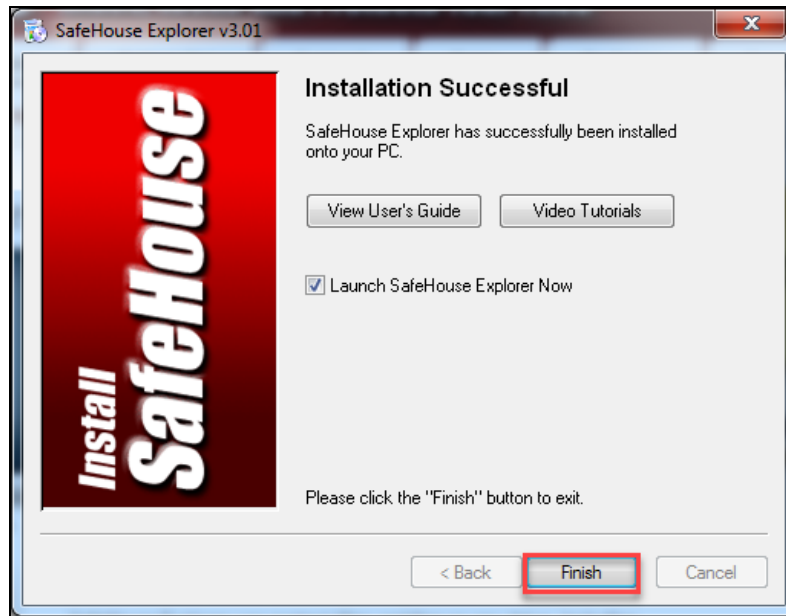 SafeHouse Explorer v3.01
Install
SafeHouse
Installation Successful
SafeHouse Explorer has successfully been installed
onto your PC.
View User's Guide
Video Tutorials
Launch SafeHouse Explorer Now
Please click the "Finish" button to exit.
< Back
Finish
Cancel